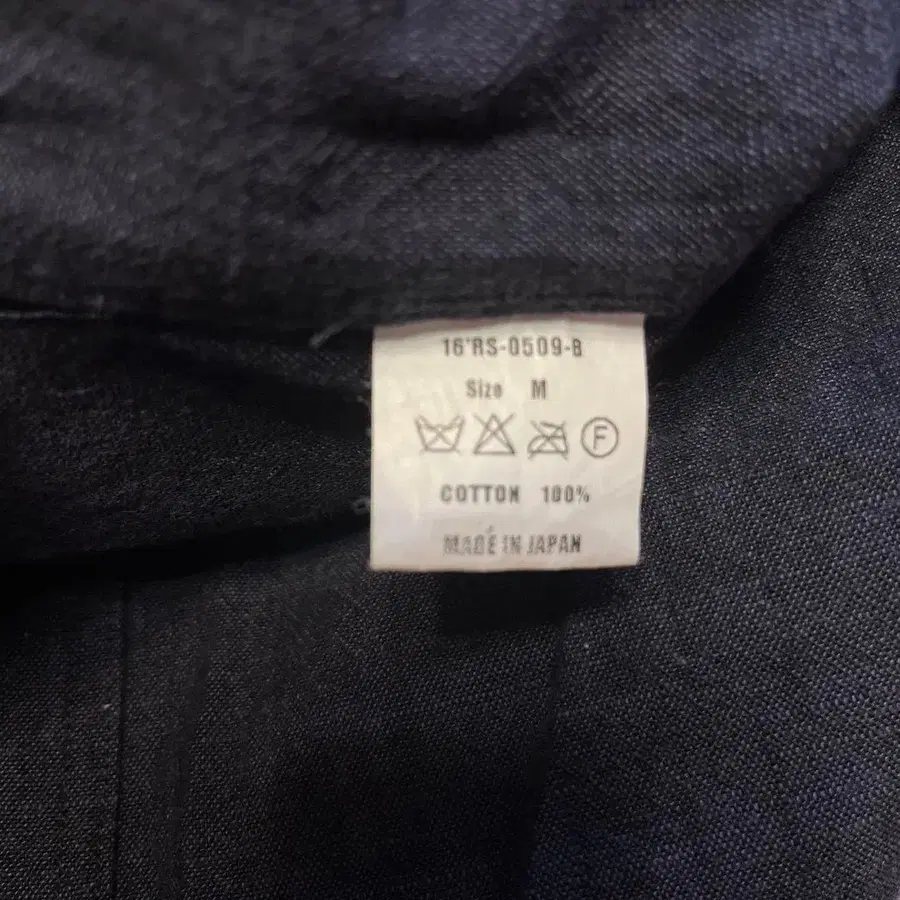 16'RS-0509-B
Size M
F
COTTON 100%
MADE IN JAPAN